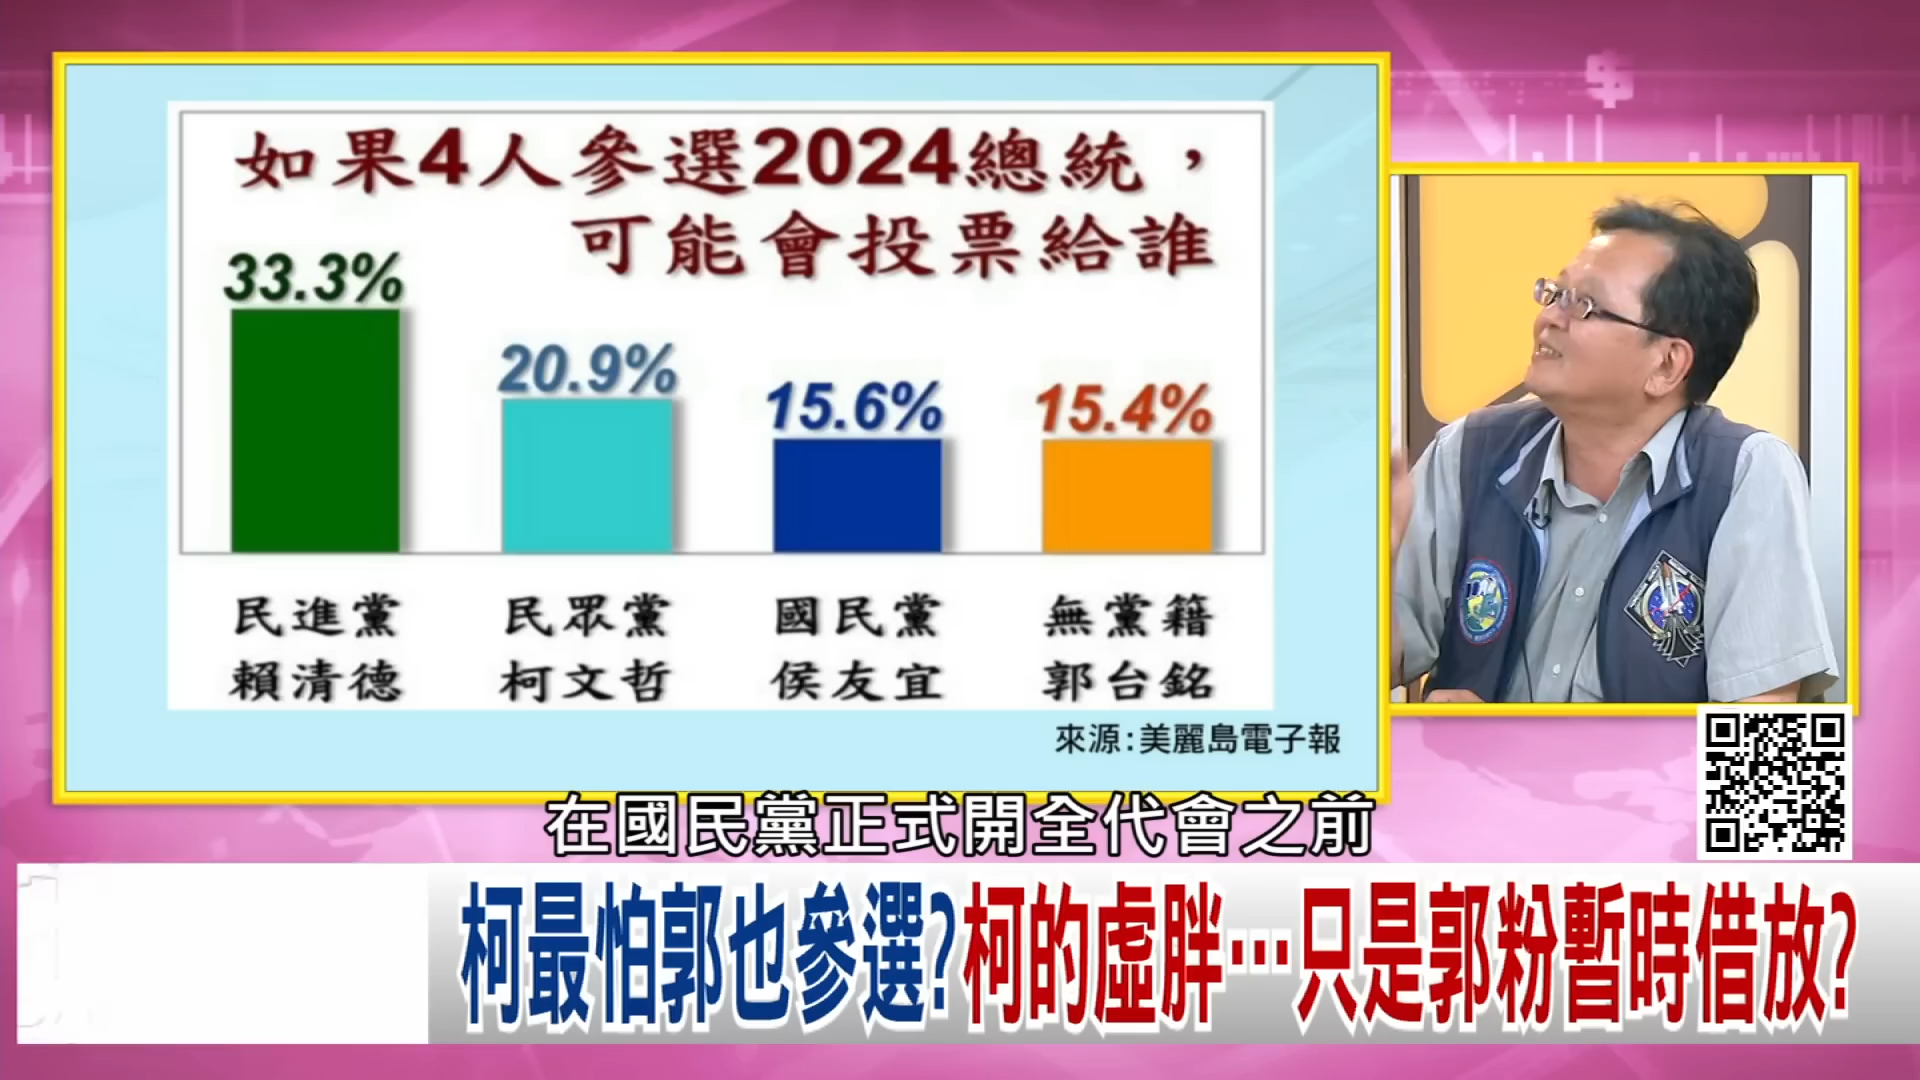 如果4人參選2024總統，
可能會投票給誰
33.3%
20.9%
15.6%
15.4%
民進黨
賴清德
民眾黨
柯文哲
國民黨
侯友宜
無黨籍
郭台銘
來源:美麗島電子報
在國民黨正式開全代會之前
柯最怕郭也參選?柯的虛胖…只是郭粉暫時借放?